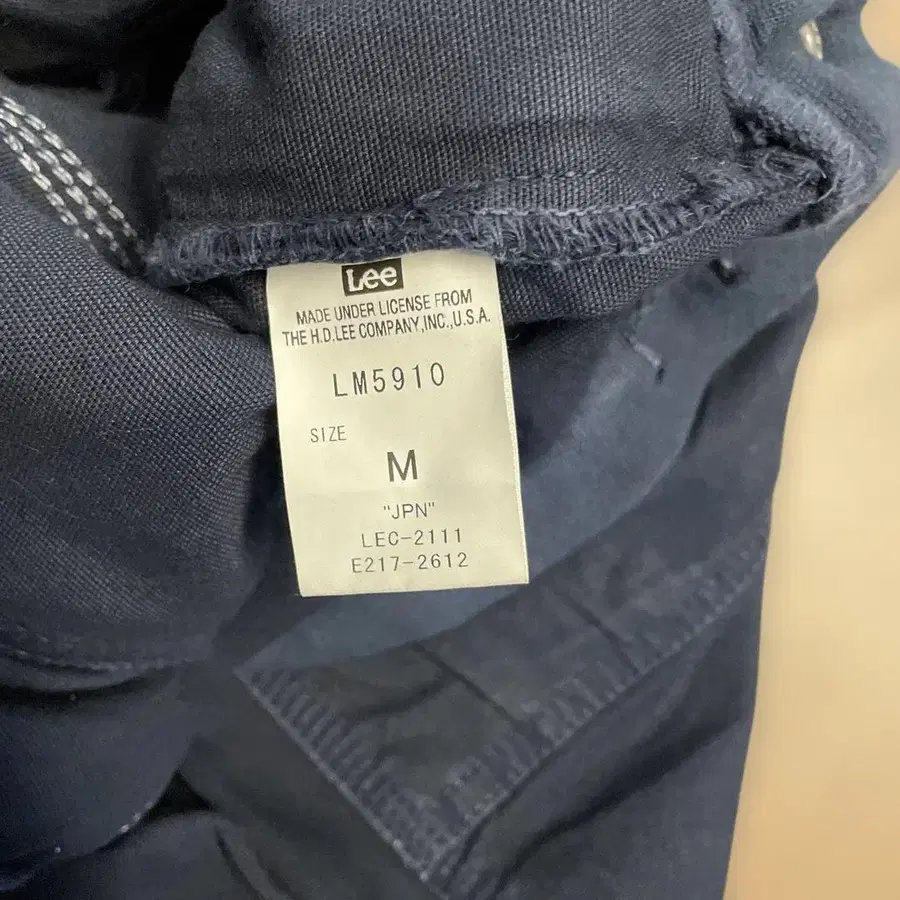 Lee
MADE UNDER LICENSE FROM
THE H.D.LEE COMPANY,INC.,U.S.A.
LM5910
SIZE
M
"JPN"
LEC-2111
E217-2612